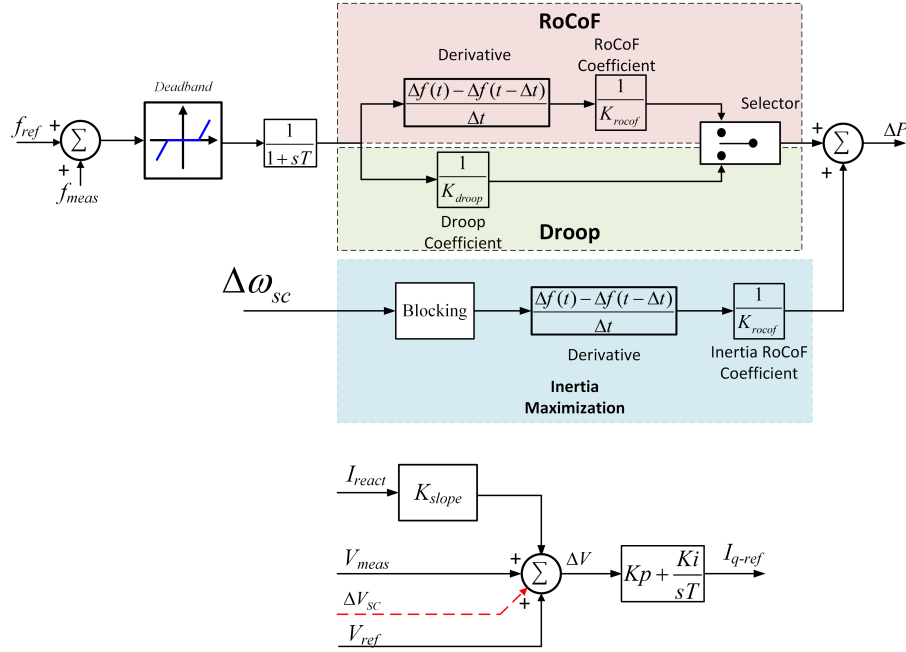 RoCoF
Derivative
RoCoF
Coefficient
Deadband
Δf(t) − Δf(t − Δt)
Δt
1
K_rocof
Selector
f_ref
+
Σ
+
f_meas
1
1 + sT
+
Σ
+
ΔP
1
K_droop
Droop
Coefficient
Droop
Δω_sc
Blocking
Δf(t) − Δf(t − Δt)
Δt
1
K_rocof
Derivative
Inertia RoCoF
Coefficient
Inertia
Maximization
I_react
K_slope
V_meas
+
Σ
+
ΔV
Kp + Ki
sT
I_q-ref
ΔV_SC
V_ref